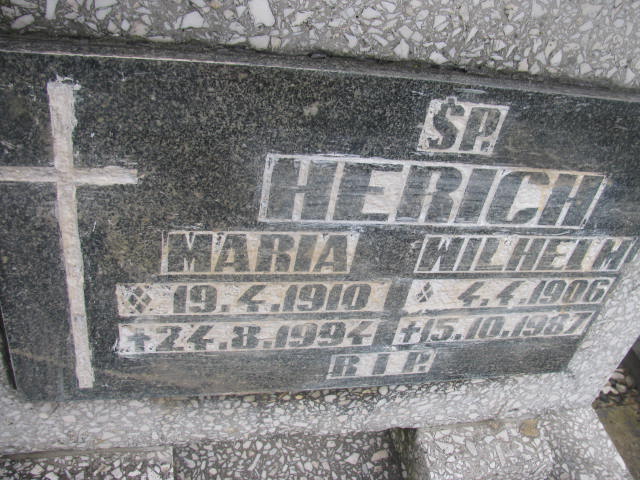 ŚP.
HERICH
MARIA WILHELM
19.4.1910 4.4.1906
+24.8.1994 +15.10.1987
R I P.